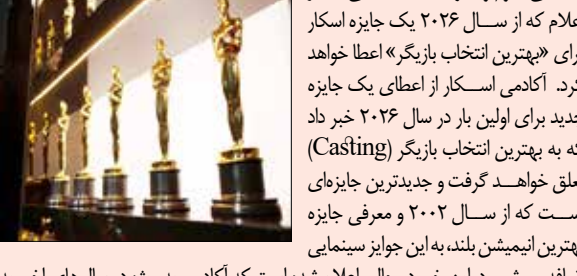 اعلام که از سال ۲۰۲۶ یک جایزه اسکار
برای «بهترین انتخاب بازیگر» اعطا خواهد
کرد. آکادمی اسکار از اعطای یک جایزه
جدید برای اولین بار در سال ۲۰۲۶ خبر داد
که به بهترین انتخاب بازیگر (Casting)
تعلق خواهد گرفت و جدیدترین جایزه‌ای
است که از سال ۲۰۰۲ و معرفی جایزه
بهترین انیمیشن بلند، به این جوایز سینمایی